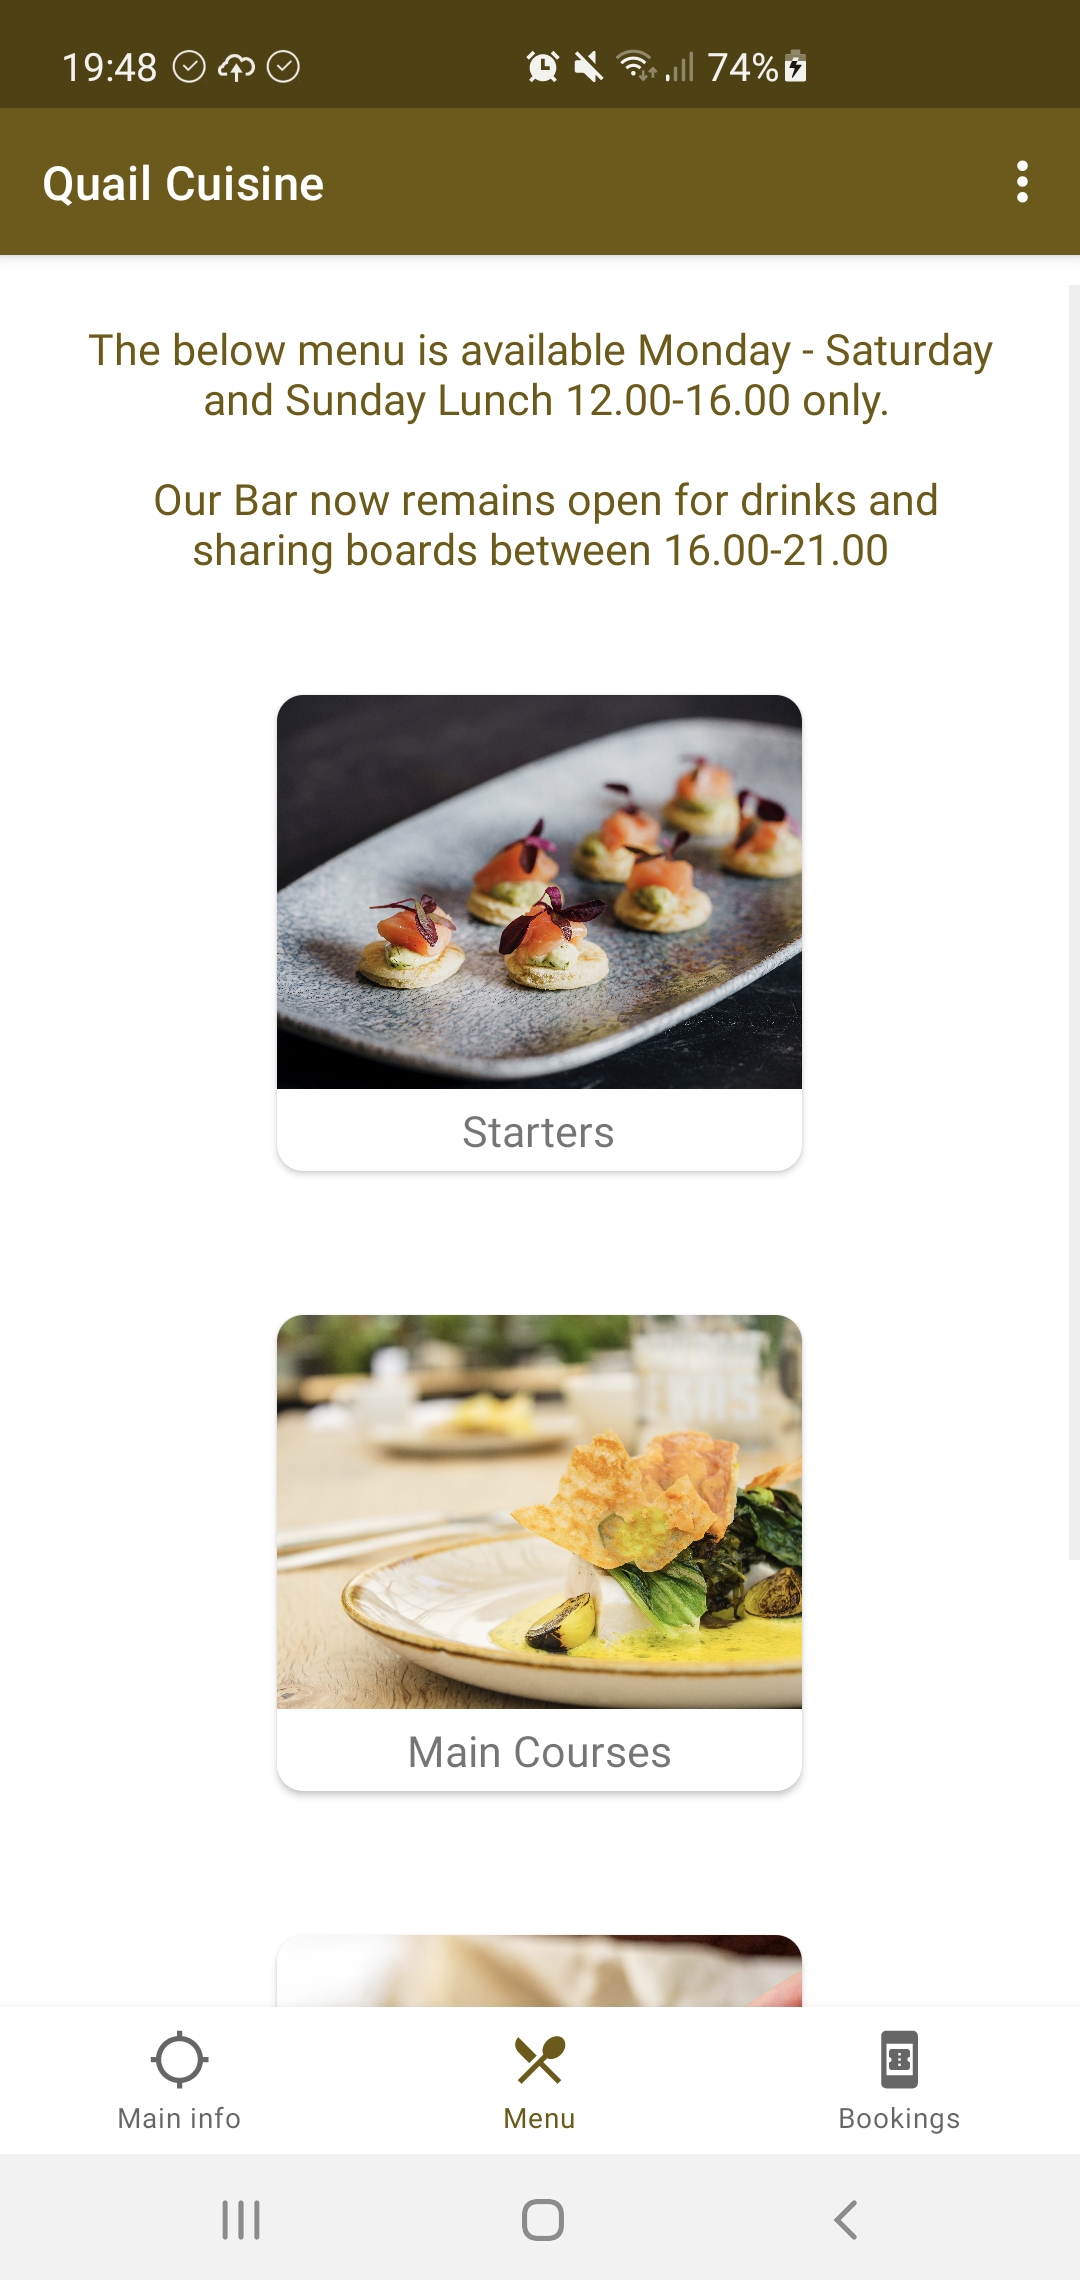 19:48
74%
Quail Cuisine
The below menu is available Monday - Saturday
and Sunday Lunch 12.00-16.00 only.
Our Bar now remains open for drinks and
sharing boards between 16.00-21.00
Starters
Main Courses
Main info
Menu
Bookings